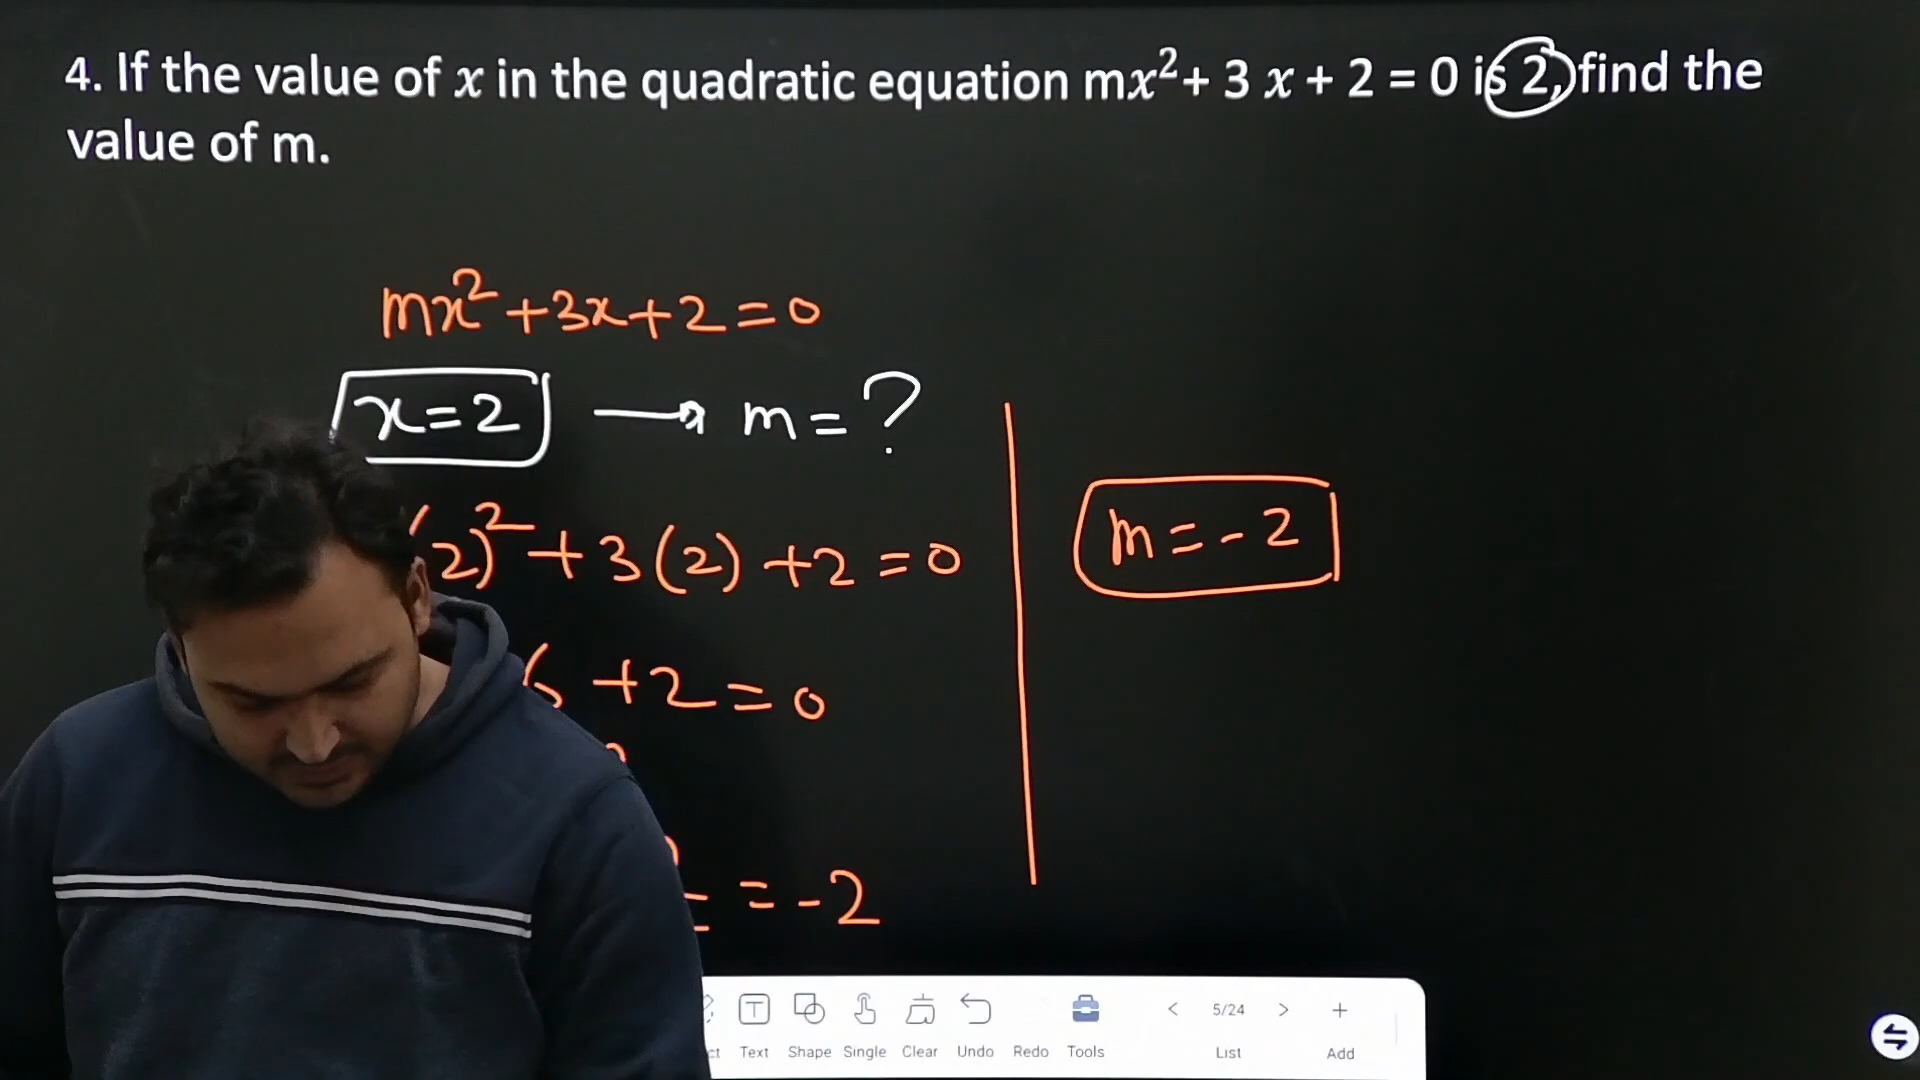 4. If the value of x in the quadratic equation mx²+ 3 x + 2 = 0 is 2, find the
value of m.
mx²+3x+2=0
x=2 → m=?
2)²+3(2)+2=0
6+2=0
=-2
m=-2
Text Shape Single Clear Undo Redo Tools
< 5/24 > +
List Add